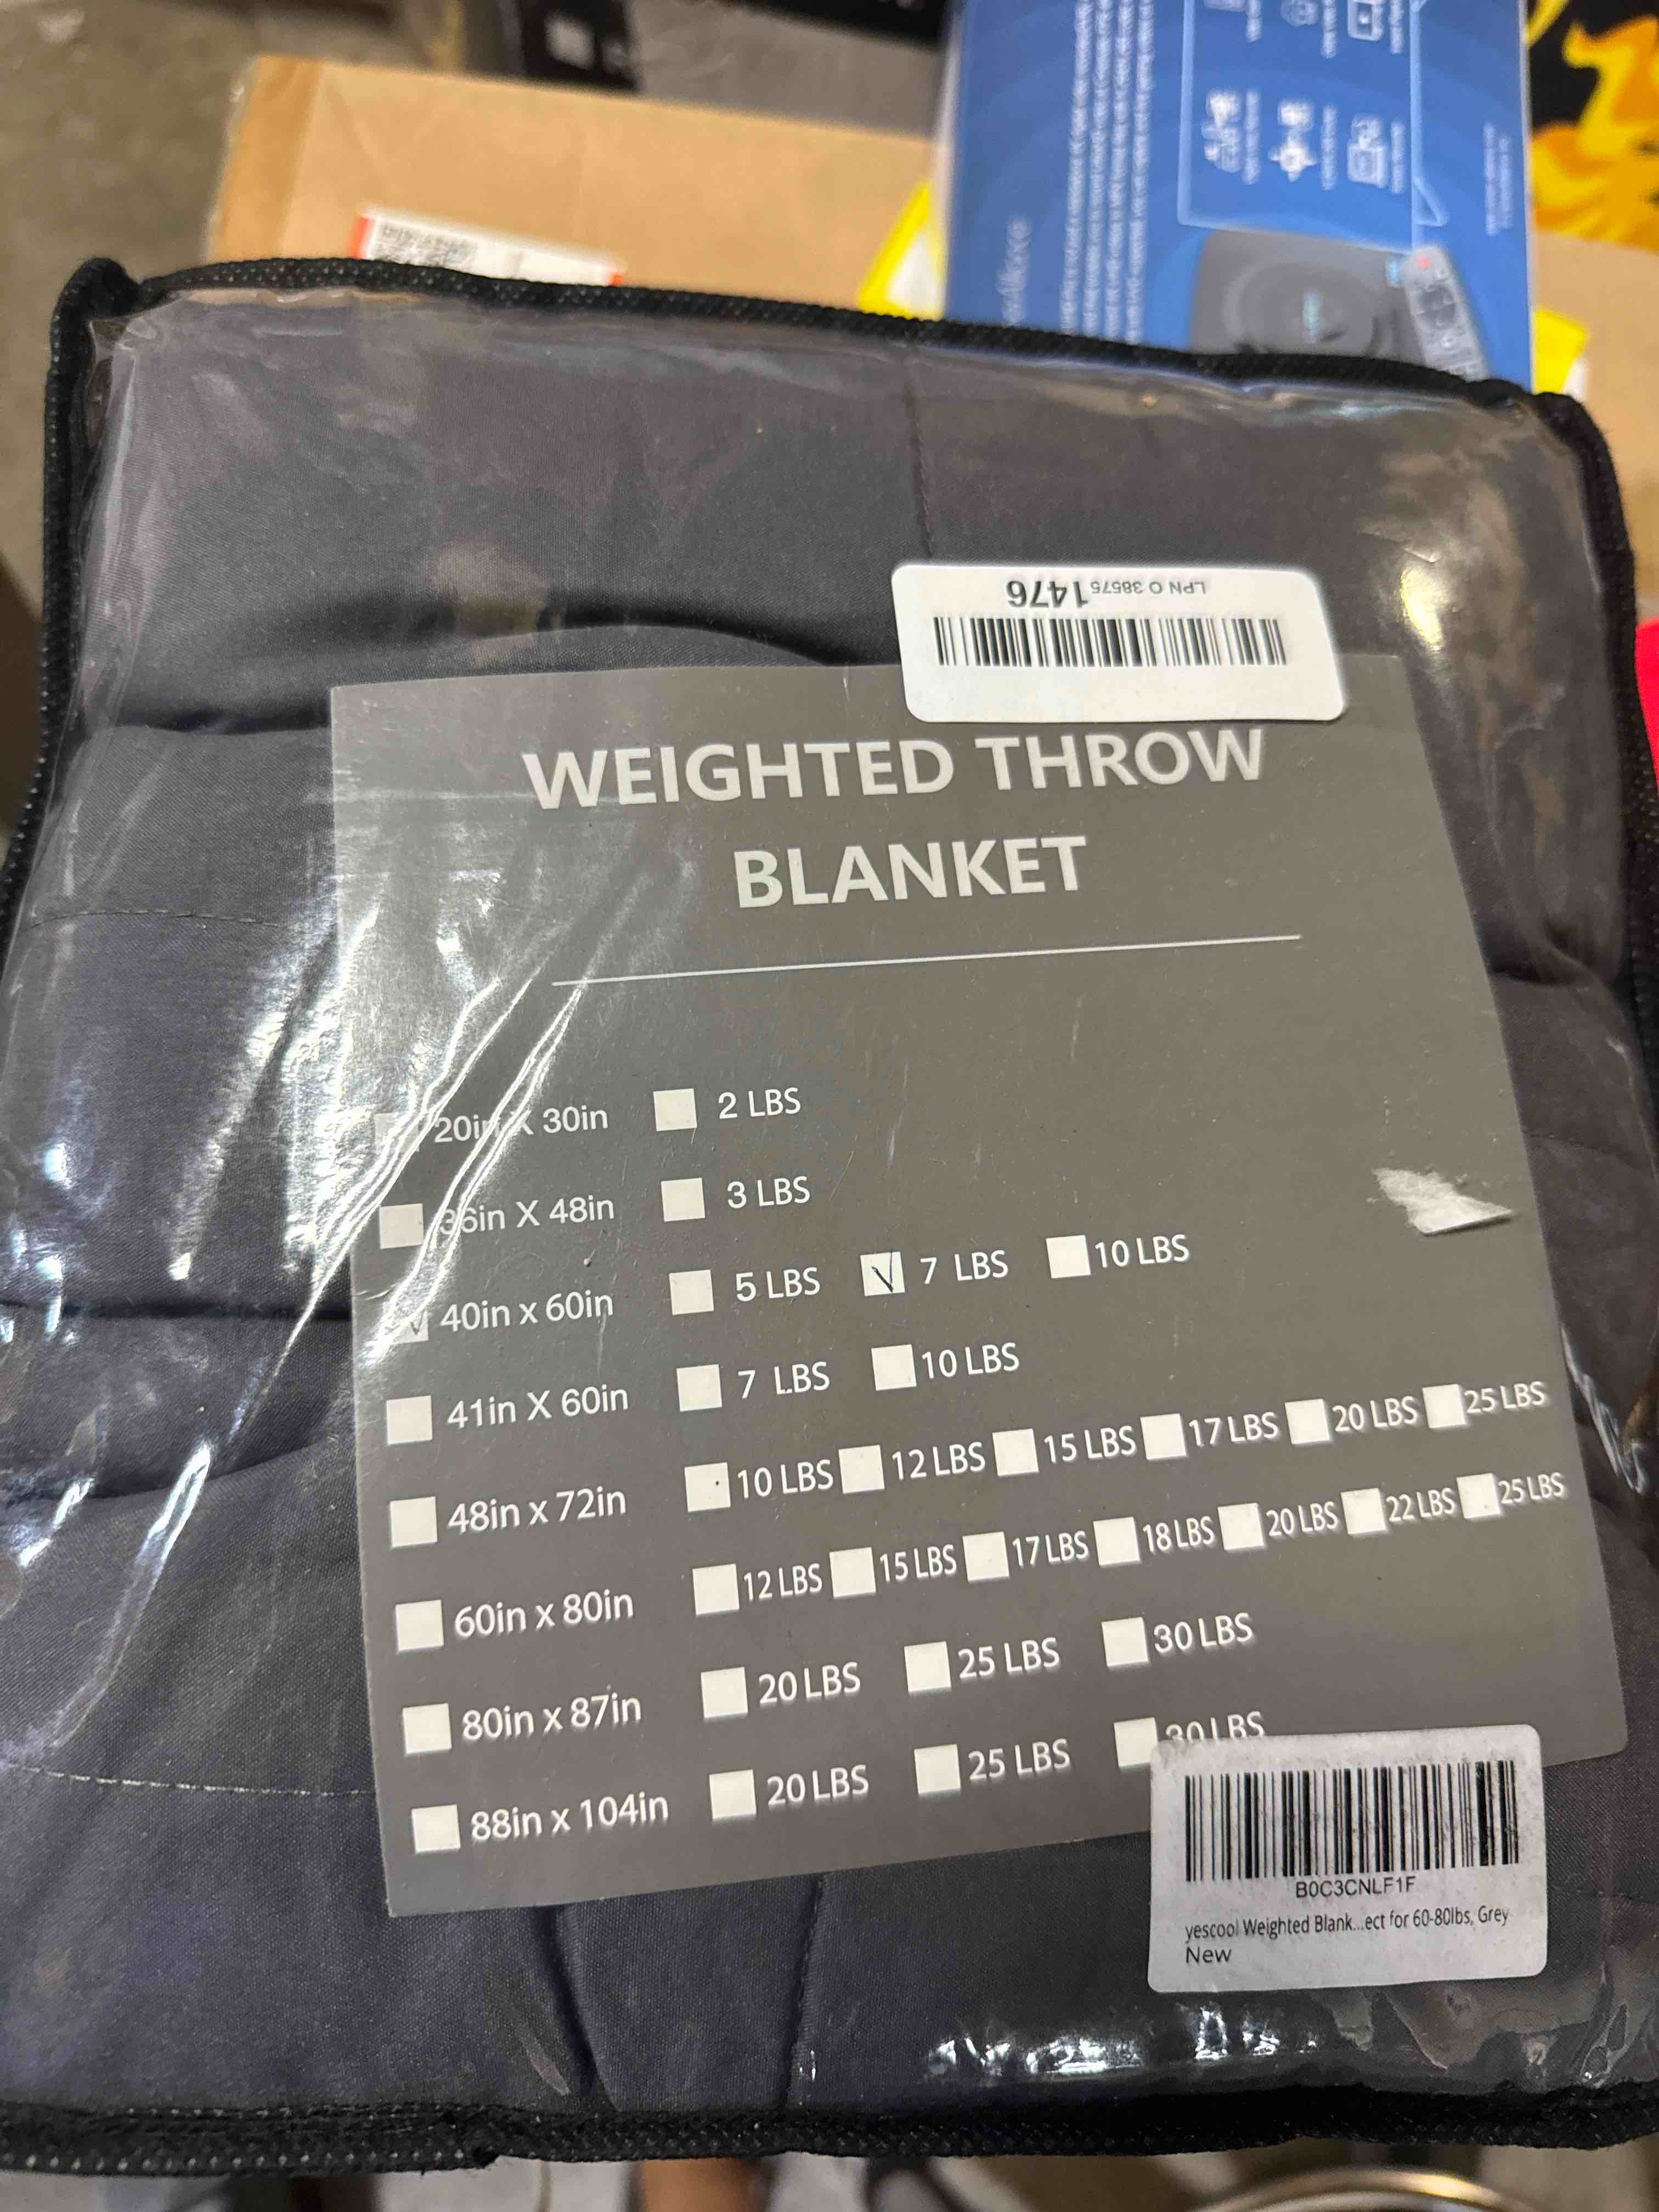 LPN O 385751476
WEIGHTED THROW
BLANKET
20in X 30in 2 LBS
36in X 48in 3 LBS
40in x 60in 5 LBS 7 LBS 10 LBS
41in X 60in 7 LBS 10 LBS
48in x 72in 10 LBS 12 LBS 15 LBS 17 LBS 20 LBS 25 LBS
60in x 80in 12 LBS 15 LBS 17 LBS 18 LBS 20 LBS 22 LBS 25 LBS
80in x 87in 20 LBS 25 LBS 30 LBS
88in x 104in 20 LBS 25 LBS 30 LBS
B0C3CNLF1F
yescool Weighted Blank...ect for 60-80lbs, Grey
New